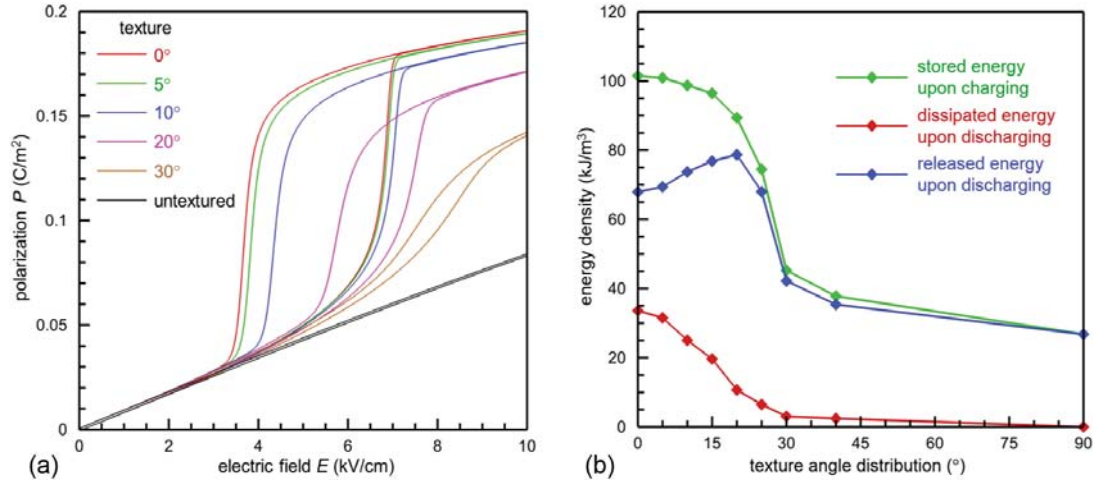 0.2
0.15
0.1
0.05
0
polarization P (C/m²)
texture
0°
5°
10°
20°
30°
untextured
0 2 4 6 8 10
electric field E (kV/cm)
(a)
120
100
80
60
40
20
0
energy density (kJ/m³)
stored energy
upon charging
dissipated energy
upon discharging
released energy
upon discharging
0 15 30 45 60 75 90
texture angle distribution (°)
(b)